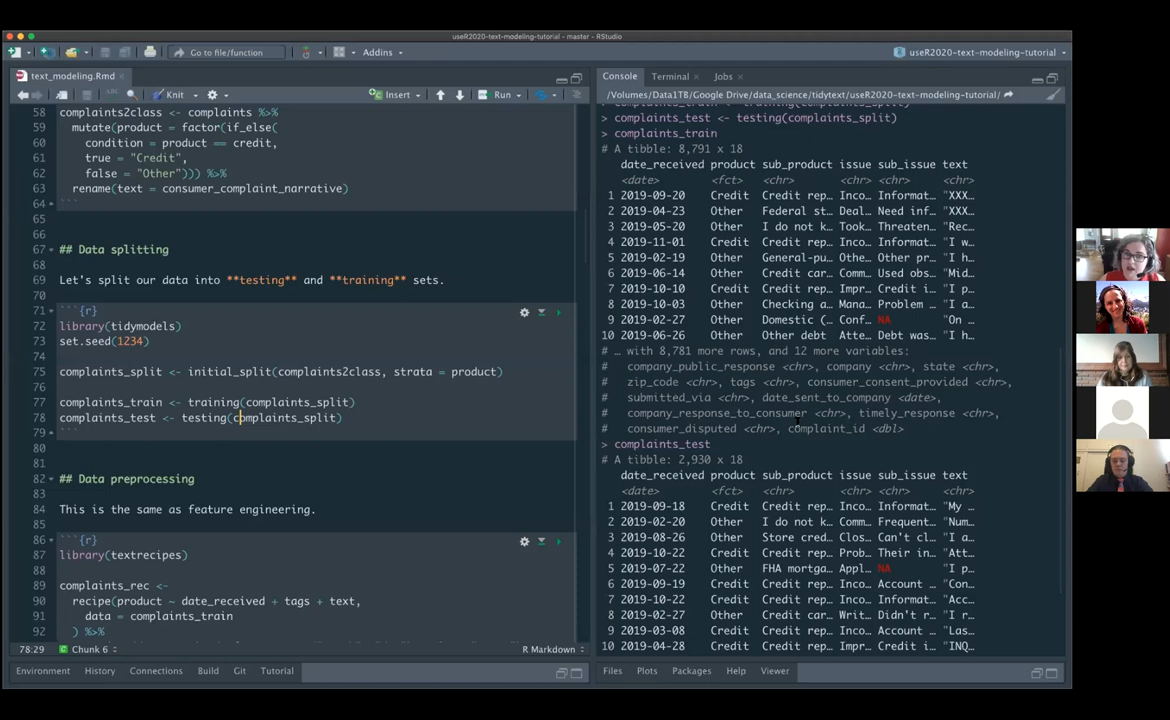 useR2020-text-modeling-tutorial - master - RStudio
Go to file/function
Addins
useR2020-text-modeling-tutorial
text_modeling.Rmd
Knit
Insert
Run
58 complaints2class <- complaints %>%
59 mutate(product = factor(if_else(
60 condition = product == credit,
61 true = "Credit",
62 false = "Other"))) %>%
63 rename(text = consumer_complaint_narrative)
64 ```
65
66
67 ## Data splitting
68
69 Let's split our data into **testing** and **training** sets.
70
71 ```{r}
72 library(tidymodels)
73 set.seed(1234)
74
75 complaints_split <- initial_split(complaints2class, strata = product)
76
77 complaints_train <- training(complaints_split)
78 complaints_test <- testing(complaints_split)
79 ```
80
81
82 ## Data preprocessing
83
84 This is the same as feature engineering.
85
86 ```{r}
87 library(textrecipes)
88
89 complaints_rec <-
90 recipe(product ~ date_received + tags + text,
91 data = complaints_train
92 ) %>%
78:29
Chunk 6
R Markdown
Environment History Connections Build Git Tutorial
Console Terminal Jobs
/Volumes/Data1TB/Google Drive/data_science/tidytext/useR2020-text-modeling-tutorial/
> complaints_test <- testing(complaints_split)
> complaints_train
# A tibble: 8,791 x 18
date_received product sub_product issue sub_issue text
<date> <fct> <chr> <chr> <chr> <chr>
1 2019-09-20 Credit Credit rep… Inco… Informat… "XXX…
2 2019-04-23 Other Federal st… Deal… Need inf… "XXX…
3 2019-05-20 Other I do not k… Took… Threaten… "Rec…
4 2019-11-01 Credit Credit rep… Inco… Informat… "I w…
5 2019-02-19 Other General-pu… Othe… Other pr… "I h…
6 2019-06-14 Credit Credit car… Comm… Used obs… "Mid…
7 2019-10-10 Credit Credit rep… Impr… Credit i… "I p…
8 2019-10-03 Other Checking a… Mana… Problem … "I a…
9 2019-02-27 Other Domestic (… Conf… NA "On …
10 2019-06-26 Other Other debt Atte… Debt was… "I h…
# … with 8,781 more rows, and 12 more variables:
# company_public_response <chr>, company <chr>, state <chr>,
# zip_code <chr>, tags <chr>, consumer_consent_provided <chr>,
# submitted_via <chr>, date_sent_to_company <date>,
# company_response_to_consumer <chr>, timely_response <chr>,
# consumer_disputed <chr>, complaint_id <dbl>
> complaints_test
# A tibble: 2,930 x 18
date_received product sub_product issue sub_issue text
<date> <fct> <chr> <chr> <chr> <chr>
1 2019-09-18 Credit Credit rep… Inco… Informat… "My …
2 2019-02-20 Other I do not k… Comm… Frequent… "Num…
3 2019-08-26 Other Store cred… Clos… Can't cl… "I a…
4 2019-10-22 Credit Credit rep… Prob… Their in… "Att…
5 2019-07-22 Other FHA mortga… Appl… NA "I p…
6 2019-09-19 Credit Credit rep… Inco… Account … "Con…
7 2019-10-22 Credit Credit rep… Inco… Informat… "Acc…
8 2019-02-27 Other Credit car… Writ… Didn't r… "I r…
9 2019-03-08 Credit Credit rep… Inco… Account … "Las…
10 2019-04-28 Credit Credit rep… Impr… Credit i… "INQ…
Files Plots Packages Help Viewer